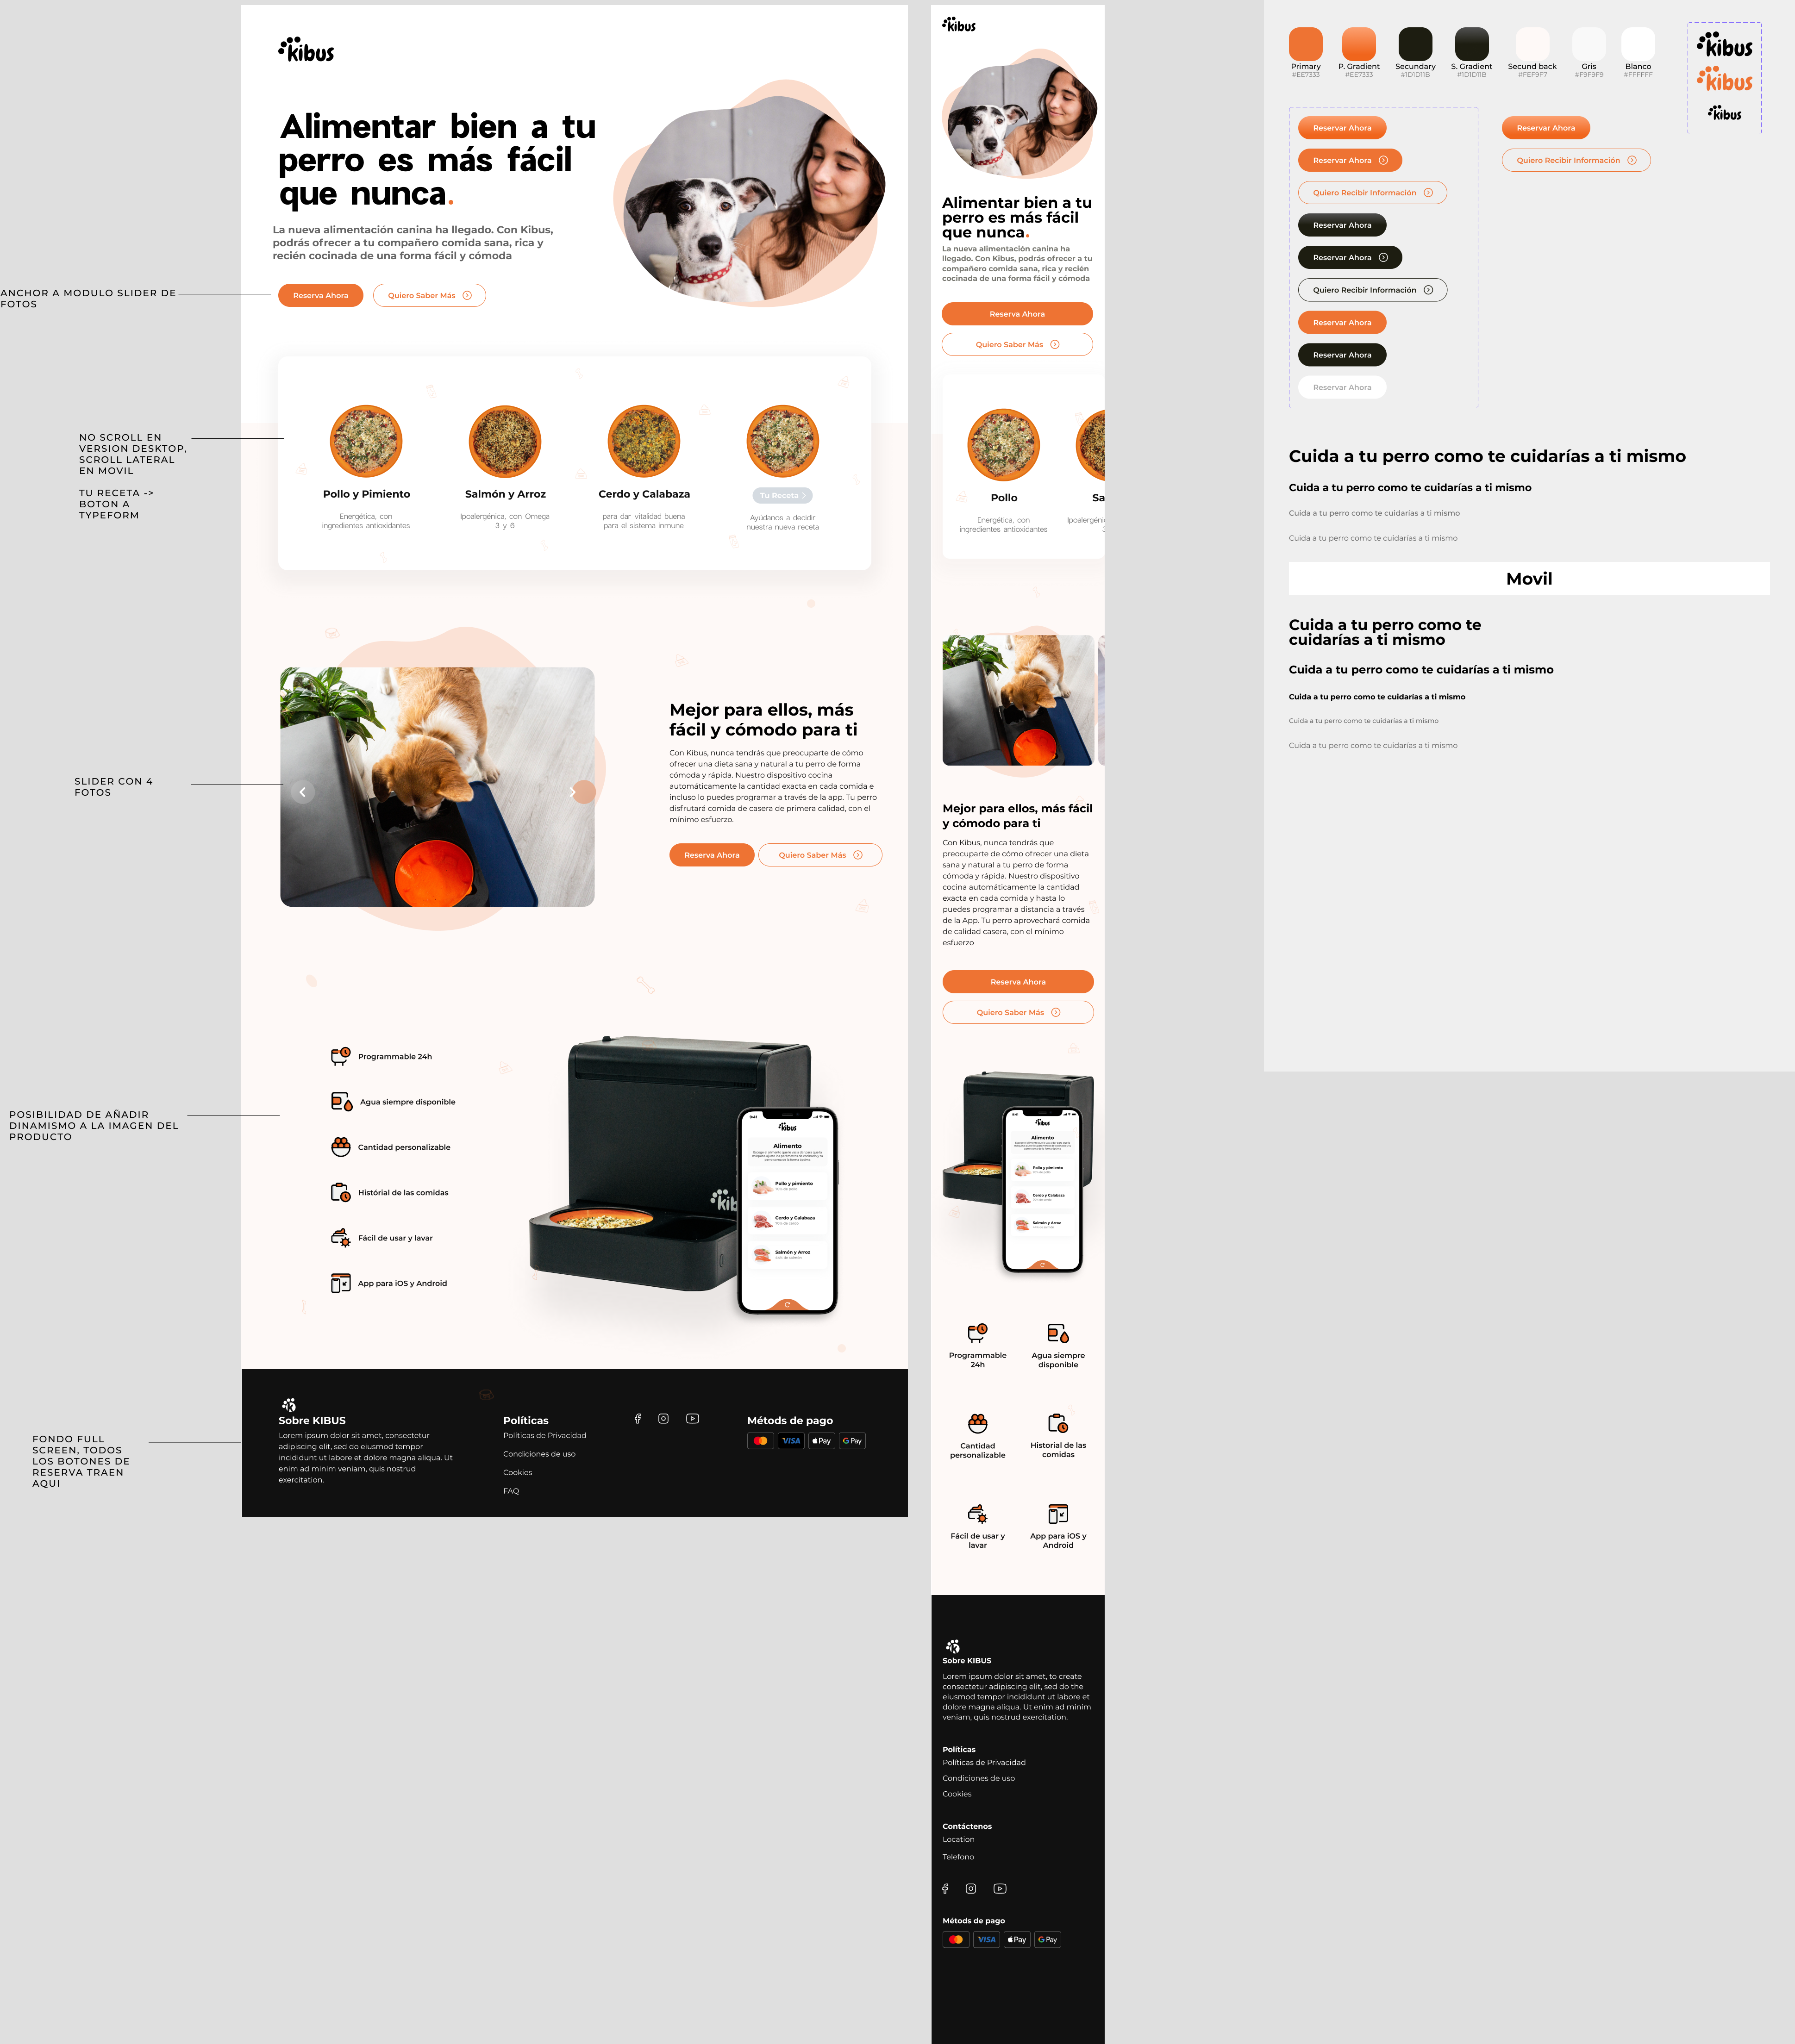 ANCHOR A MODULO SLIDER DE
FOTOS
NO SCROLL EN
VERSION DESKTOP,
SCROLL LATERAL
EN MOVIL
TU RECETA ->
BOTON A
TYPEFORM
SLIDER CON 4
FOTOS
POSIBILIDAD DE AÑADIR
DINAMISMO A LA IMAGEN DEL
PRODUCTO
FONDO FULL
SCREEN, TODOS
LOS BOTONES DE
RESERVA TRAEN
AQUI
kibus
Alimentar bien a tu
perro es más fácil
que nunca.
La nueva alimentación canina ha llegado. Con Kibus,
podrás ofrecer a tu compañero comida sana, rica y
recién cocinada de una forma fácil y cómoda
Reserva Ahora
Quiero Saber Más
Pollo y Pimiento
Energética, con
ingredientes antioxidantes
Salmón y Arroz
Ipoalergénica, con Omega
3 y 6
Cerdo y Calabaza
para dar vitalidad buena
para el sistema inmune
Tu Receta
Ayúdanos a decidir
nuestra nueva receta
Mejor para ellos, más
fácil y cómodo para ti
Con Kibus, nunca tendrás que preocuparte de cómo
ofrecer una dieta sana y natural a tu perro de forma
cómoda y rápida. Nuestro dispositivo cocina
automáticamente la cantidad exacta en cada comida e
incluso lo puedes programar a través de la app. Tu perro
disfrutará comida de casera de primera calidad, con el
mínimo esfuerzo.
Reserva Ahora
Quiero Saber Más
Programmable 24h
Agua siempre disponible
Cantidad personalizable
Históríal de las comidas
Fácil de usar y lavar
App para iOS y Android
kib
9:41
kibus
Alimento
Pollo y pimiento
Cerdo y Calabaza
Salmón y Arroz
Sobre KIBUS
Lorem ipsum dolor sit amet, consectetur
adipiscing elit, sed do eiusmod tempor
incididunt ut labore et dolore magna aliqua. Ut
enim ad minim veniam, quis nostrud
exercitation.
Políticas
Políticas de Privacidad
Condiciones de uso
Cookies
FAQ
Métods de pago
VISA
Pay
G Pay
kibus
Alimentar bien a tu
perro es más fácil
que nunca.
La nueva alimentación canina ha
llegado. Con Kibus, podrás ofrecer a tu
compañero comida sana, rica y recién
cocinada de una forma fácil y cómoda
Reserva Ahora
Quiero Saber Más
Pollo
Energética, con
ingredientes antioxidantes
Sa
Ipoalergéni
Mejor para ellos, más fácil
y cómodo para ti
Con Kibus, nunca tendrás que
preocuparte de cómo ofrecer una dieta
sana y natural a tu perro de forma
cómoda y rápida. Nuestro dispositivo
cocina automáticamente la cantidad
exacta en cada comida y hasta lo
puedes programar a distancia a través
de la App. Tu perro aprovechará comida
de calidad casera, con el mínimo
esfuerzo
Reserva Ahora
Quiero Saber Más
9:41
kibus
Alimento
Pollo y pimiento
Cerdo y Calabaza
Salmón y Arroz
Programmable
24h
Agua siempre
disponible
Cantidad
personalizable
Historial de las
comidas
Fácil de usar y
lavar
App para iOS y
Android
Sobre KIBUS
Lorem ipsum dolor sit amet, to create
consectetur adipiscing elit, sed do the
eiusmod tempor incididunt ut labore et
dolore magna aliqua. Ut enim ad minim
veniam, quis nostrud exercitation.
Políticas
Políticas de Privacidad
Condiciones de uso
Cookies
Contáctenos
Location
Telefono
Métods de pago
VISA
Pay
G Pay
Primary
#EE7333
P. Gradient
#EE7333
Secundary
#1D1D11B
S. Gradient
#1D1D11B
Secund back
#FEF9F7
Gris
#F9F9F9
Blanco
#FFFFFF
kibus
kibus
kibus
Reservar Ahora
Reservar Ahora
Quiero Recibir Información
Reservar Ahora
Reservar Ahora
Quiero Recibir Información
Reservar Ahora
Reservar Ahora
Reservar Ahora
Reservar Ahora
Quiero Recibir Información
Cuida a tu perro como te cuidarías a ti mismo
Cuida a tu perro como te cuidarías a ti mismo
Cuida a tu perro como te cuidarías a ti mismo
Cuida a tu perro como te cuidarías a ti mismo
Movil
Cuida a tu perro como te
cuidarías a ti mismo
Cuida a tu perro como te cuidarías a ti mismo
Cuida a tu perro como te cuidarías a ti mismo
Cuida a tu perro como te cuidarías a ti mismo
Cuida a tu perro como te cuidarías a ti mismo